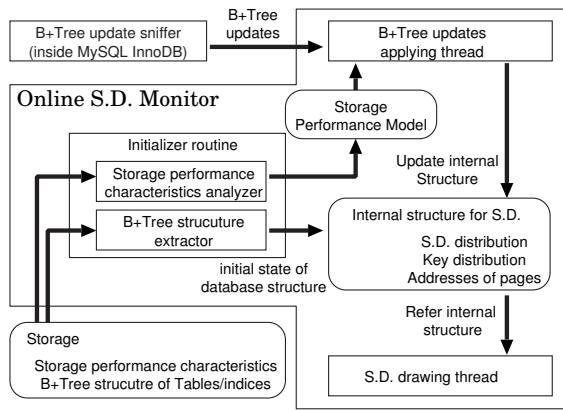 B+Tree update sniffer
(inside MySQL InnoDB)
B+Tree
updates
B+Tree updates
applying thread
Online S.D. Monitor
Storage
Performance Model
Initializer routine
Storage performance
characteristics analyzer
Update internal
Structure
B+Tree strucuture
extractor
Internal structure for S.D.
S.D. distribution
Key distribution
Addresses of pages
initial state of
database structure
Refer internal
structure
Storage
Storage performance characteristics
B+Tree strucutre of Tables/indices
S.D. drawing thread